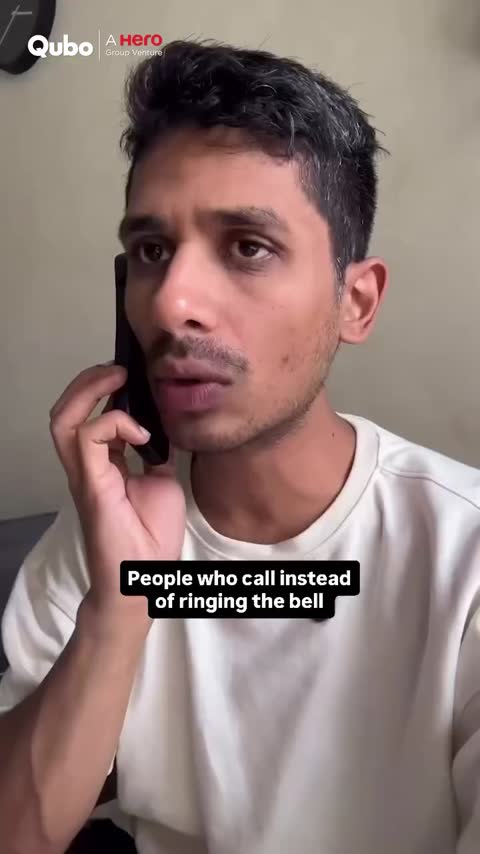 Qubo
A HERO
Group Venture
People who call instead
of ringing the bell